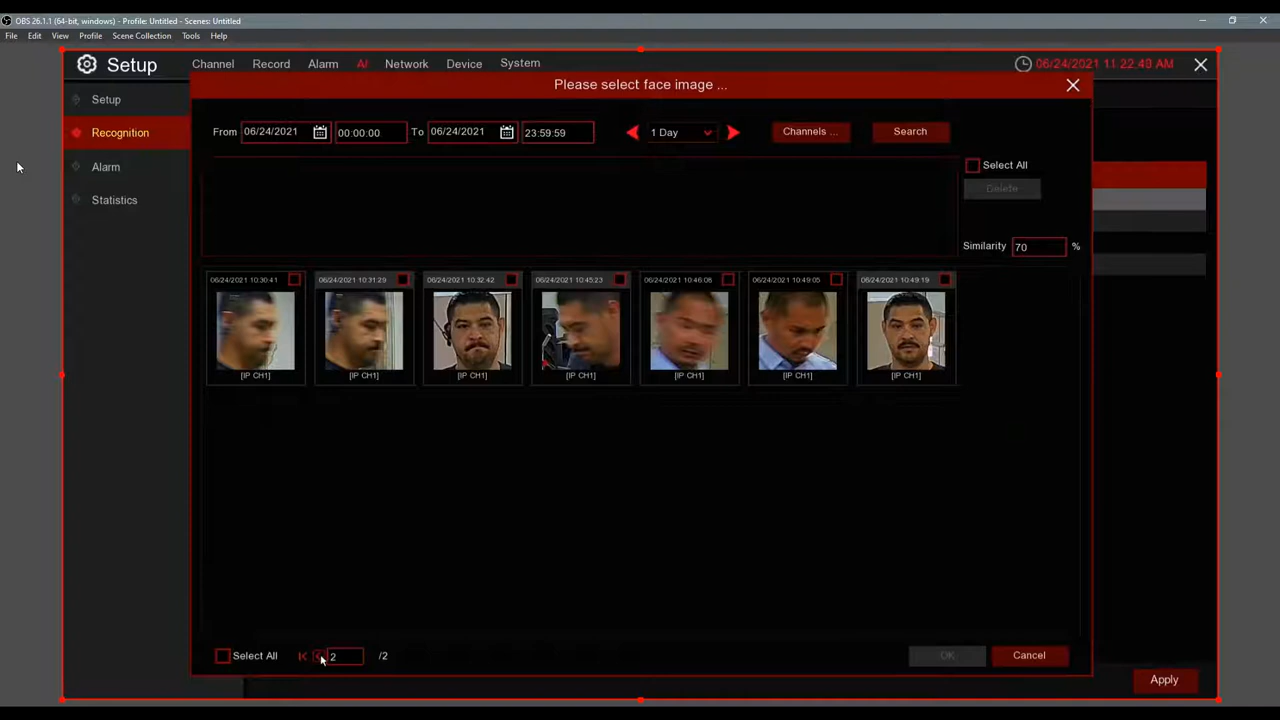 OBS 26.1.1 (64-bit, windows) - Profile: Untitled - Scenes: Untitled
File Edit View Profile Scene Collection Tools Help
Setup Channel Record Alarm AI Network Device System 06/24/2021 11:22:49 AM
Please select face image ...
Setup
Recognition
Alarm
Statistics
From 06/24/2021 00:00:00 To 06/24/2021 23:59:59 1 Day Channels ... Search
Select All
Delete
Similarity 70 %
06/24/2021 10:30:41 06/24/2021 10:31:29 06/24/2021 10:32:42 06/24/2021 10:45:23 06/24/2021 10:46:08 06/24/2021 10:49:05 06/24/2021 10:49:19
[IP CH1] [IP CH1] [IP CH1] [IP CH1] [IP CH1] [IP CH1] [IP CH1]
Select All 2 /2 OK Cancel
Apply